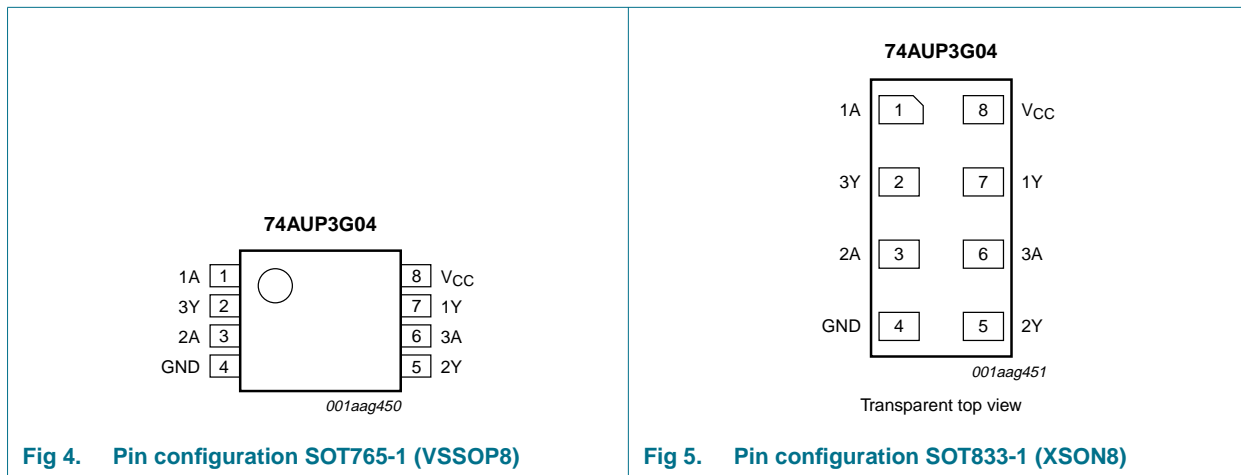 74AUP3G04
1A 1 8 VCC
3Y 2 7 1Y
2A 3 6 3A
GND 4 5 2Y
001aag450
Fig 4. Pin configuration SOT765-1 (VSSOP8)
74AUP3G04
1A 1 8 VCC
3Y 2 7 1Y
2A 3 6 3A
GND 4 5 2Y
001aag451
Transparent top view
Fig 5. Pin configuration SOT833-1 (XSON8)